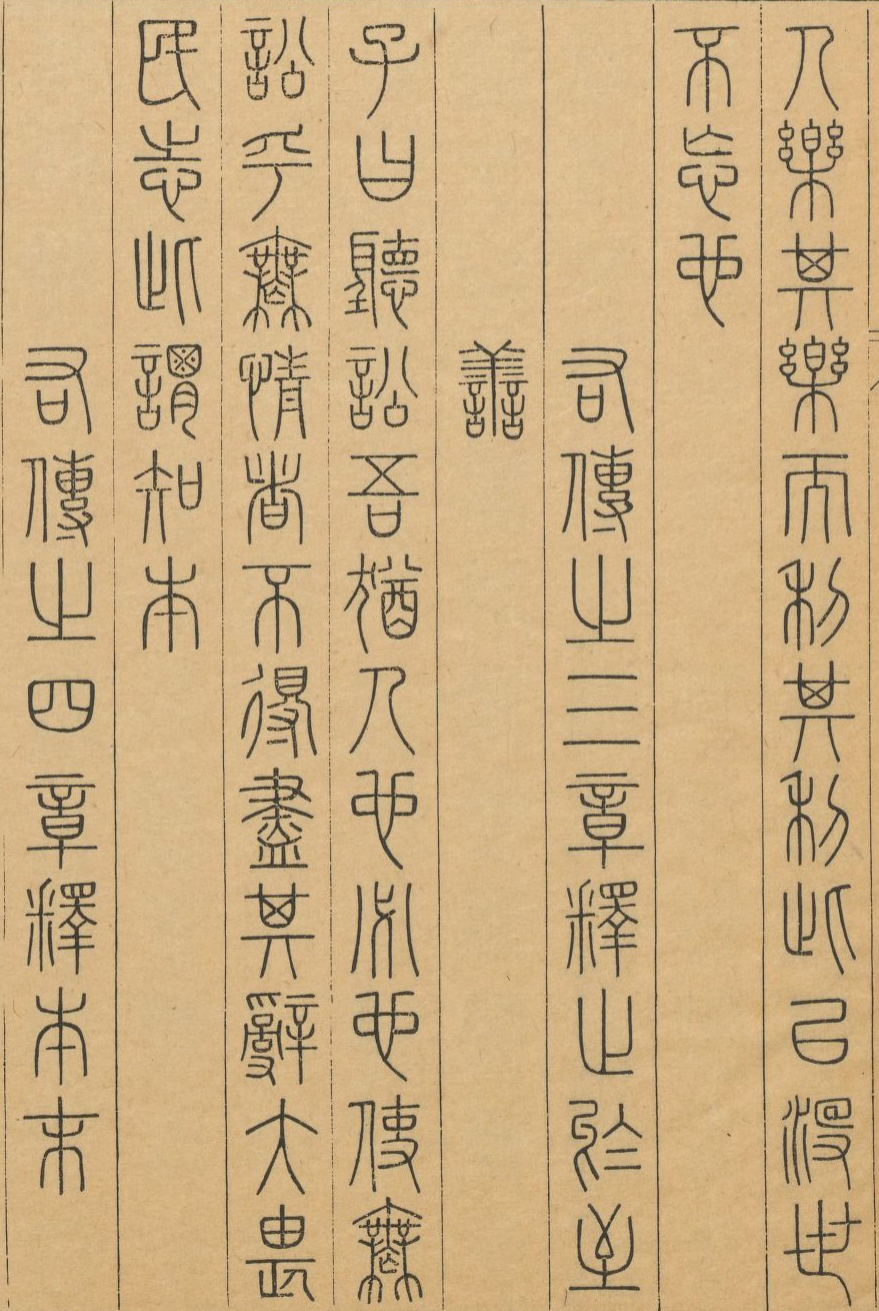 人樂其樂而利其利此以沒世
不忘也
右傳之三章釋止於至
善
子曰聽訟吾猶人也必也使無
訟乎無情者不得盡其辭大畏
民志此謂知本
右傳之四章釋本末